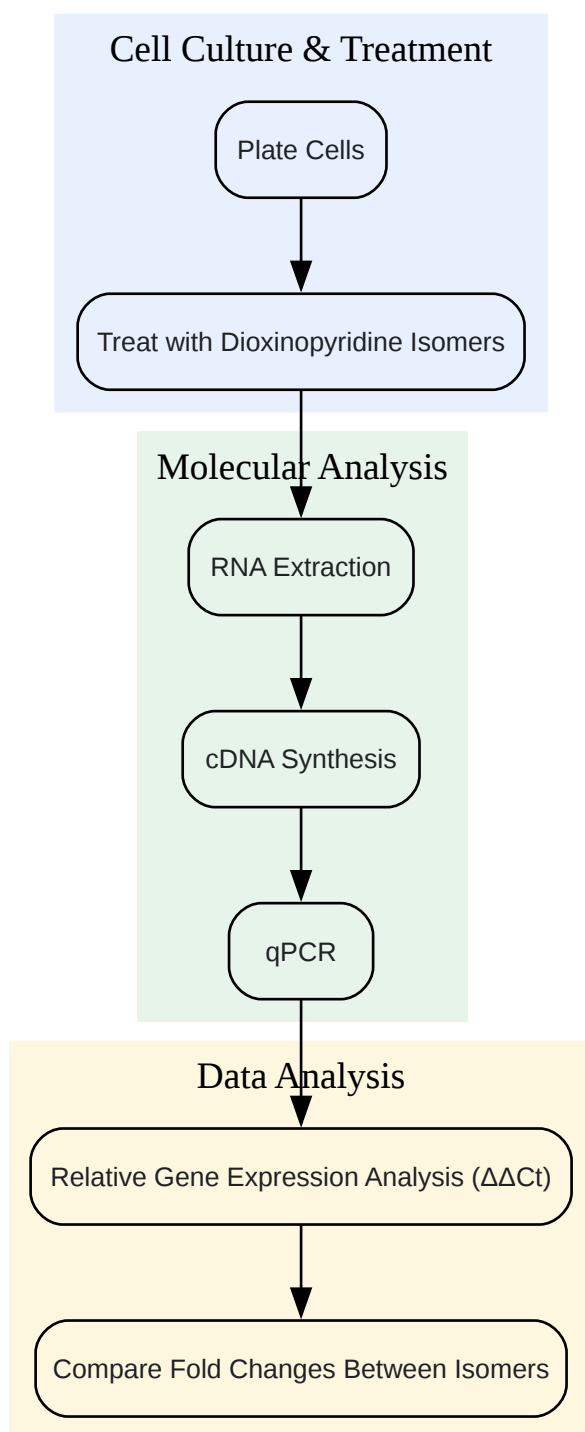 Cell Culture & Treatment
Plate Cells
Treat with Dioxinopyridine Isomers
Molecular Analysis
RNA Extraction
cDNA Synthesis
qPCR
Data Analysis
Relative Gene Expression Analysis (ΔΔCt)
Compare Fold Changes Between Isomers